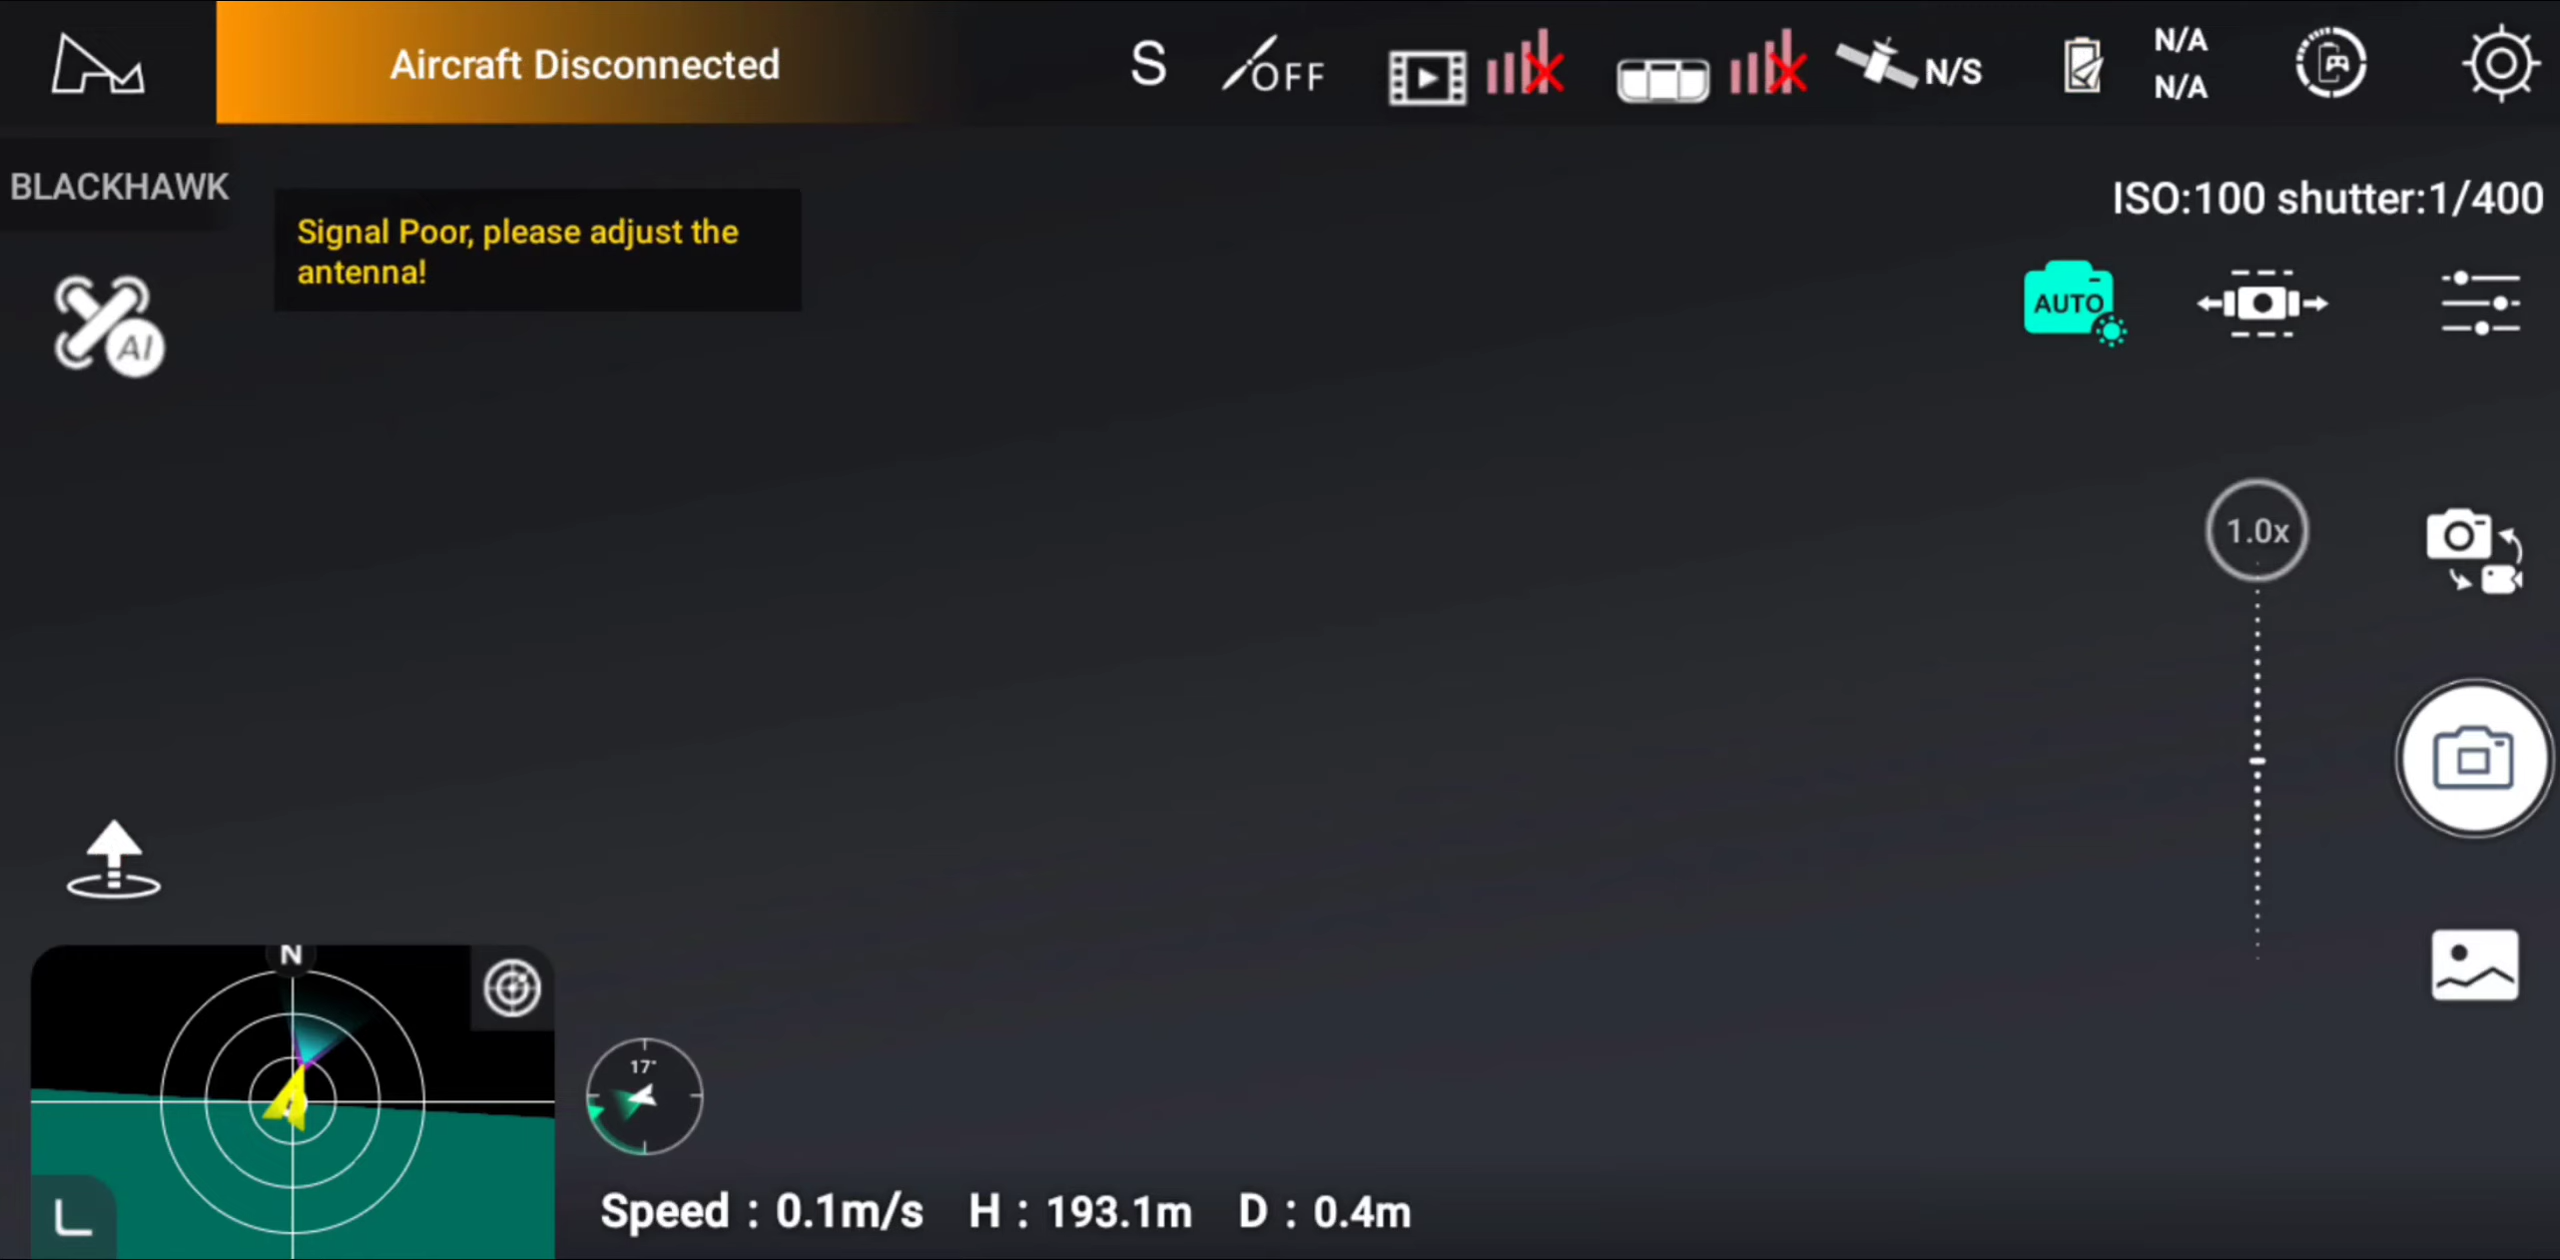 Aircraft Disconnected
S
OFF
N/S
N/A
N/A
BLACKHAWK
Signal Poor, please adjust the
antenna!
ISO:100 shutter:1/400
AI
AUTO
1.0x
N
17°
L
Speed : 0.1m/s H : 193.1m D : 0.4m